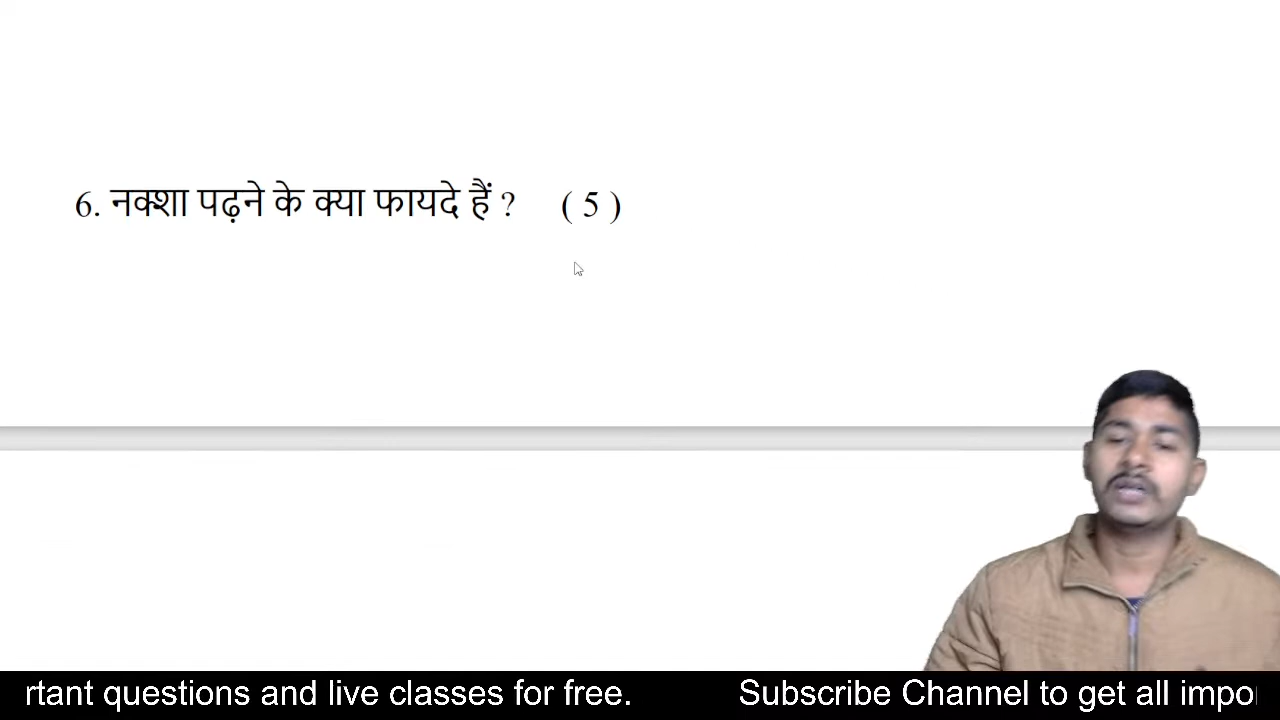 6. नक्शा पढ़ने के क्या फायदे हैं ? ( 5 )
rtant questions and live classes for free. Subscribe Channel to get all impo